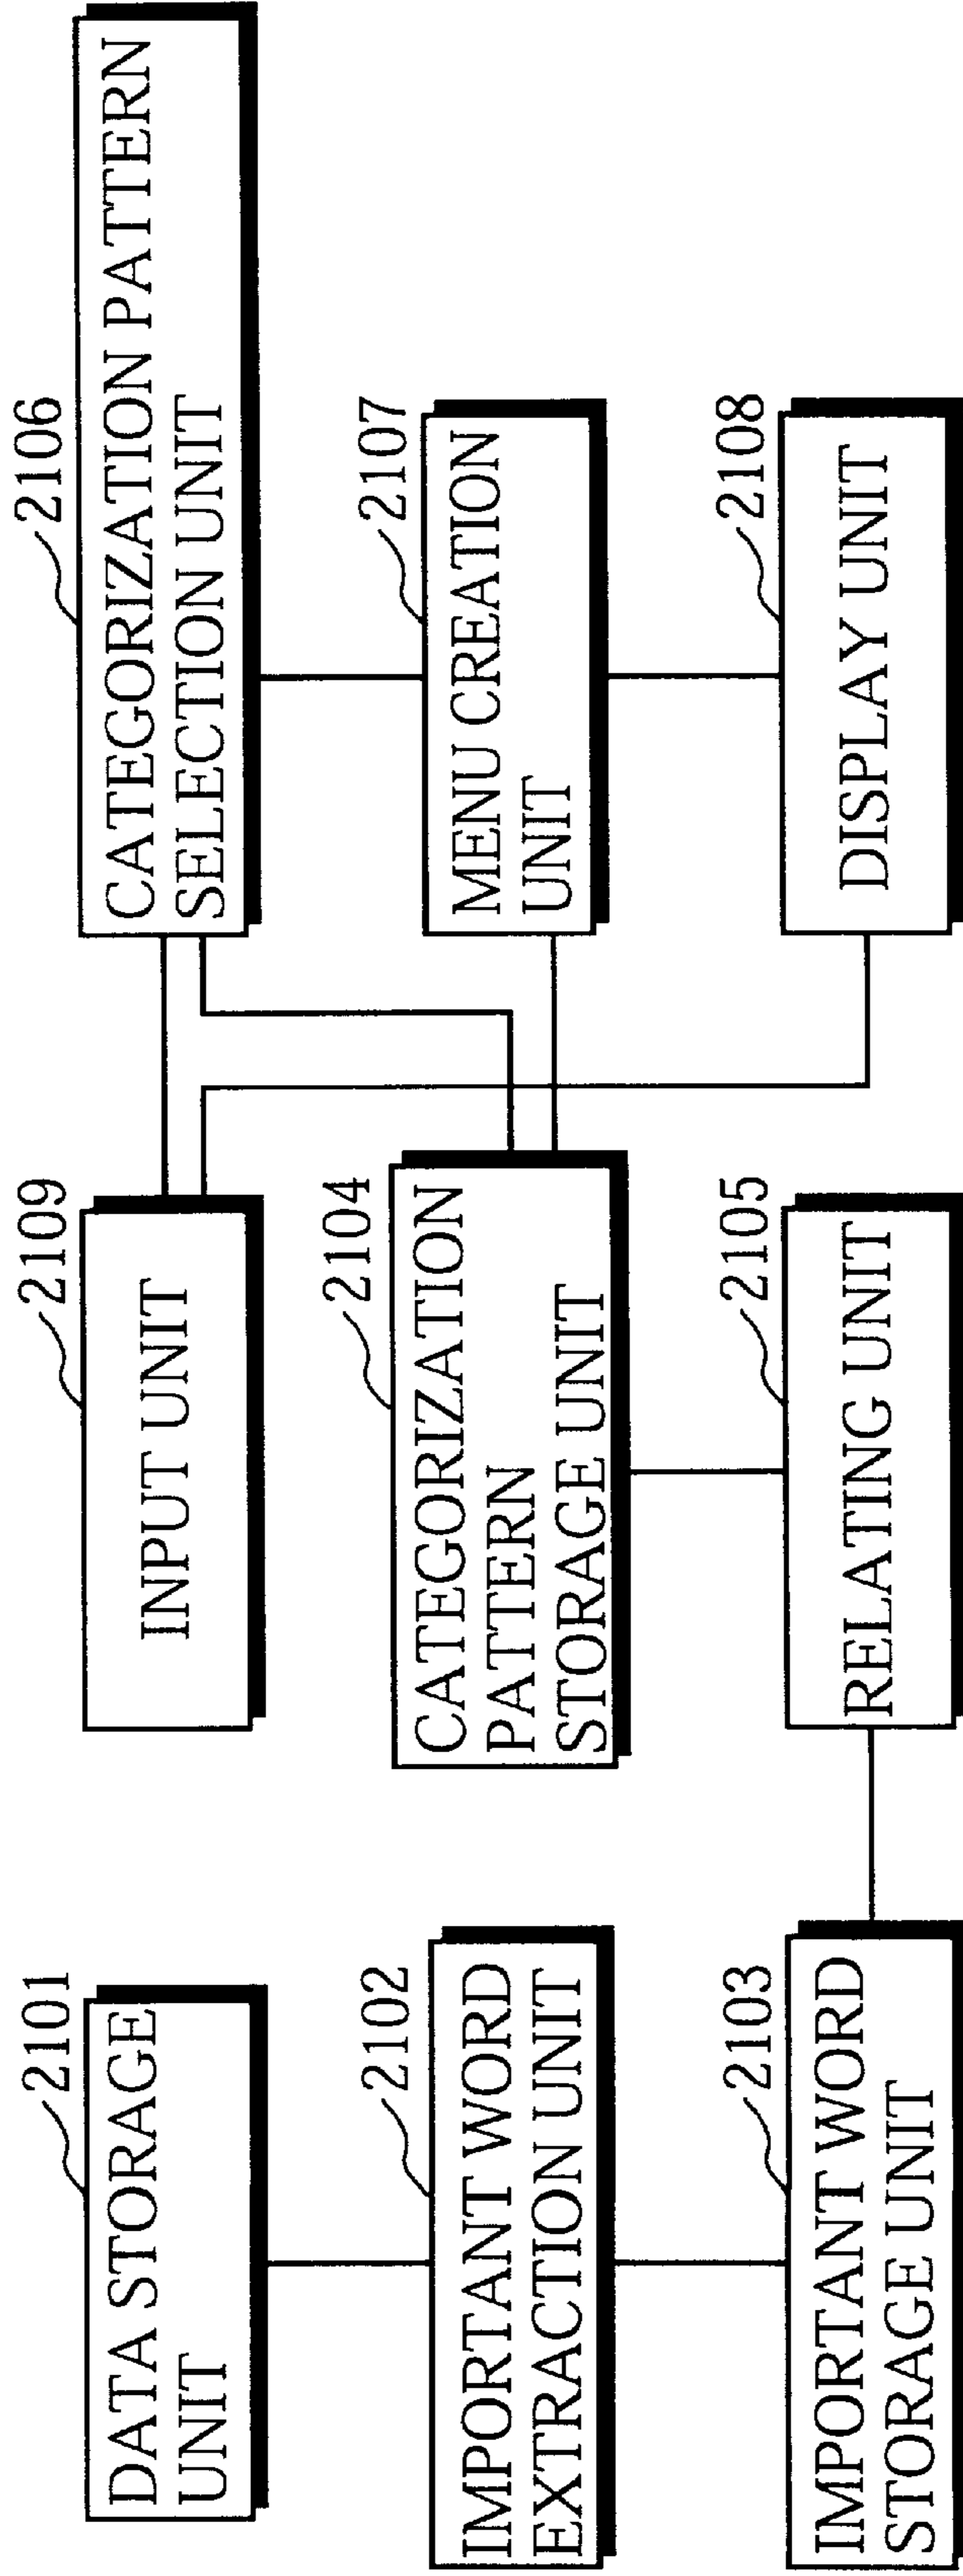 2101
DATA STORAGE
UNIT
2102
IMPORTANT WORD
EXTRACTION UNIT
2103
IMPORTANT WORD
STORAGE UNIT
2109
INPUT UNIT
2104
CATEGORIZATION
PATTERN
STORAGE UNIT
2105
RELATING UNIT
2106
CATEGORIZATION PATTERN
SELECTION UNIT
2107
MENU CREATION
UNIT
2108
DISPLAY UNIT